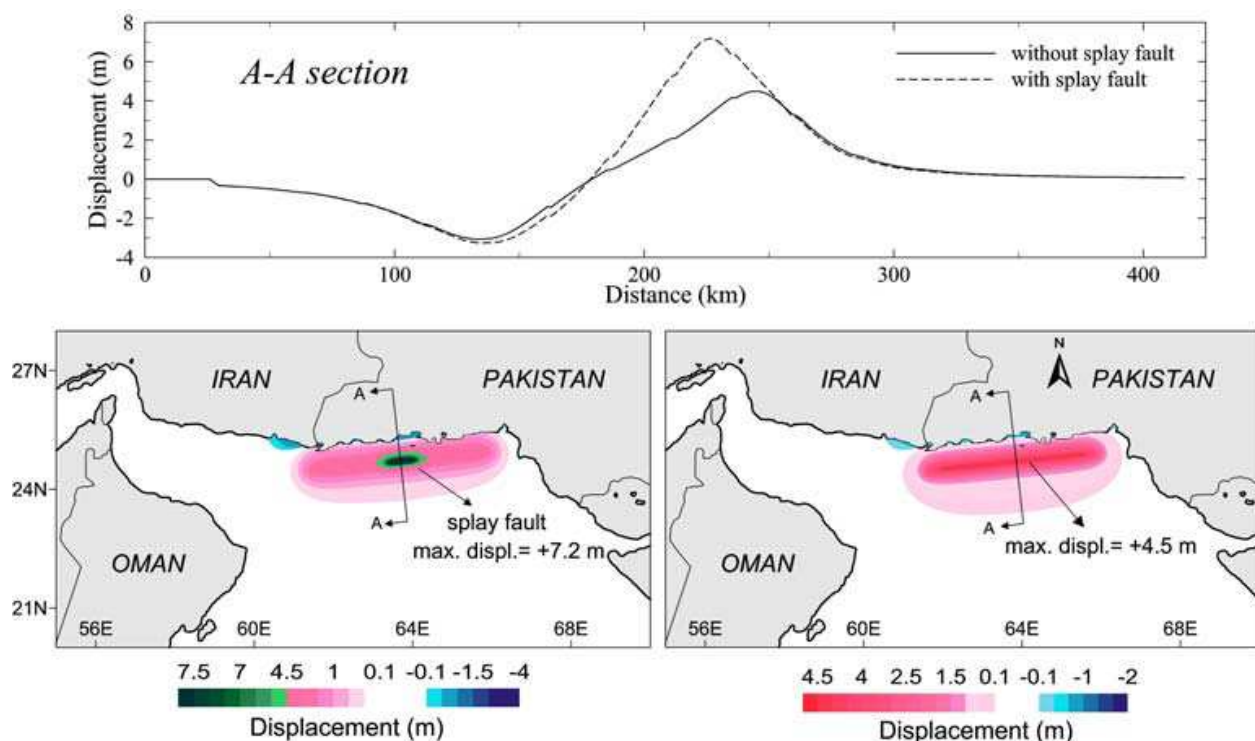 8
6
4
2
0
-2
-4
Displacement (m)
A-A section
without splay fault
with splay fault
0 100 200 300 400
Distance (km)
27N
24N
21N
IRAN
PAKISTAN
A
A
splay fault
max. displ.= +7.2 m
OMAN
56E 60E 64E 68E
7.5 7 4.5 1 0.1 -0.1 -1.5 -4
Displacement (m)
N
IRAN
PAKISTAN
A
A
max. displ.= +4.5 m
OMAN
60E 64E 68E
4.5 3.5 2.5 1.5 0.1 -0.1 -1 -2
Displacement (m)